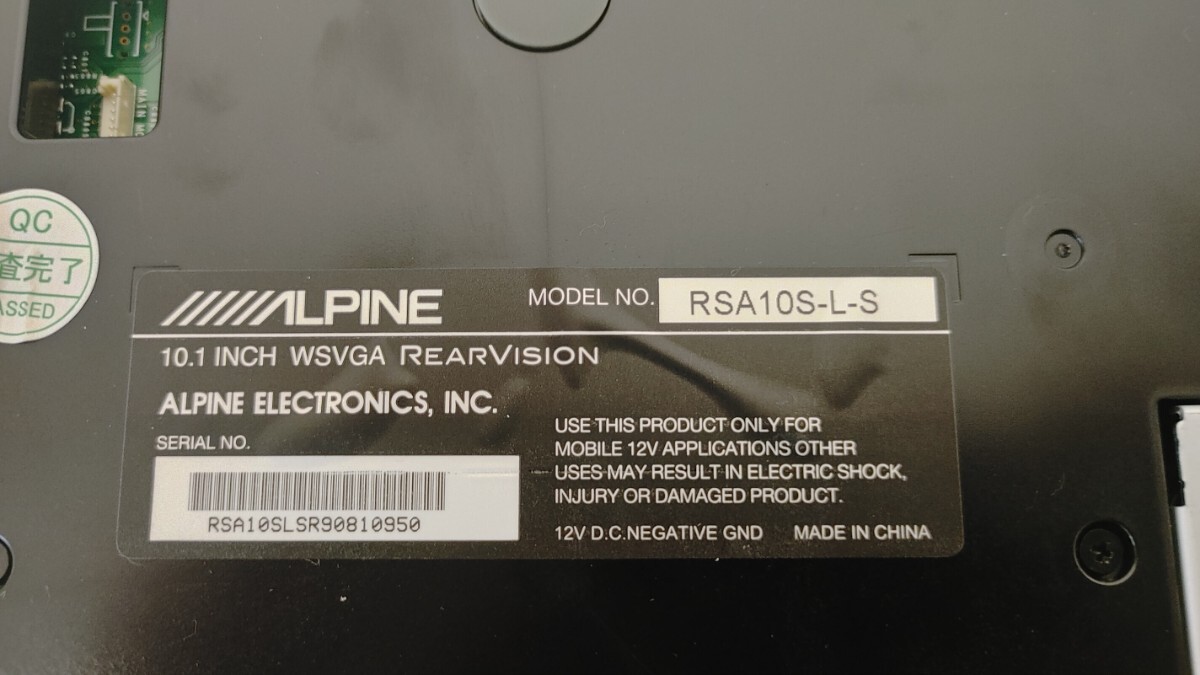 MAIN
QC
査完了
ASSED
ALPINE
MODEL NO. RSA10S-L-S
10.1 INCH WSVGA REARVISION
ALPINE ELECTRONICS, INC.
SERIAL NO.
RSA10SLSR90810950
USE THIS PRODUCT ONLY FOR
MOBILE 12V APPLICATIONS OTHER
USES MAY RESULT IN ELECTRIC SHOCK,
INJURY OR DAMAGED PRODUCT.
12V D.C.NEGATIVE GND MADE IN CHINA